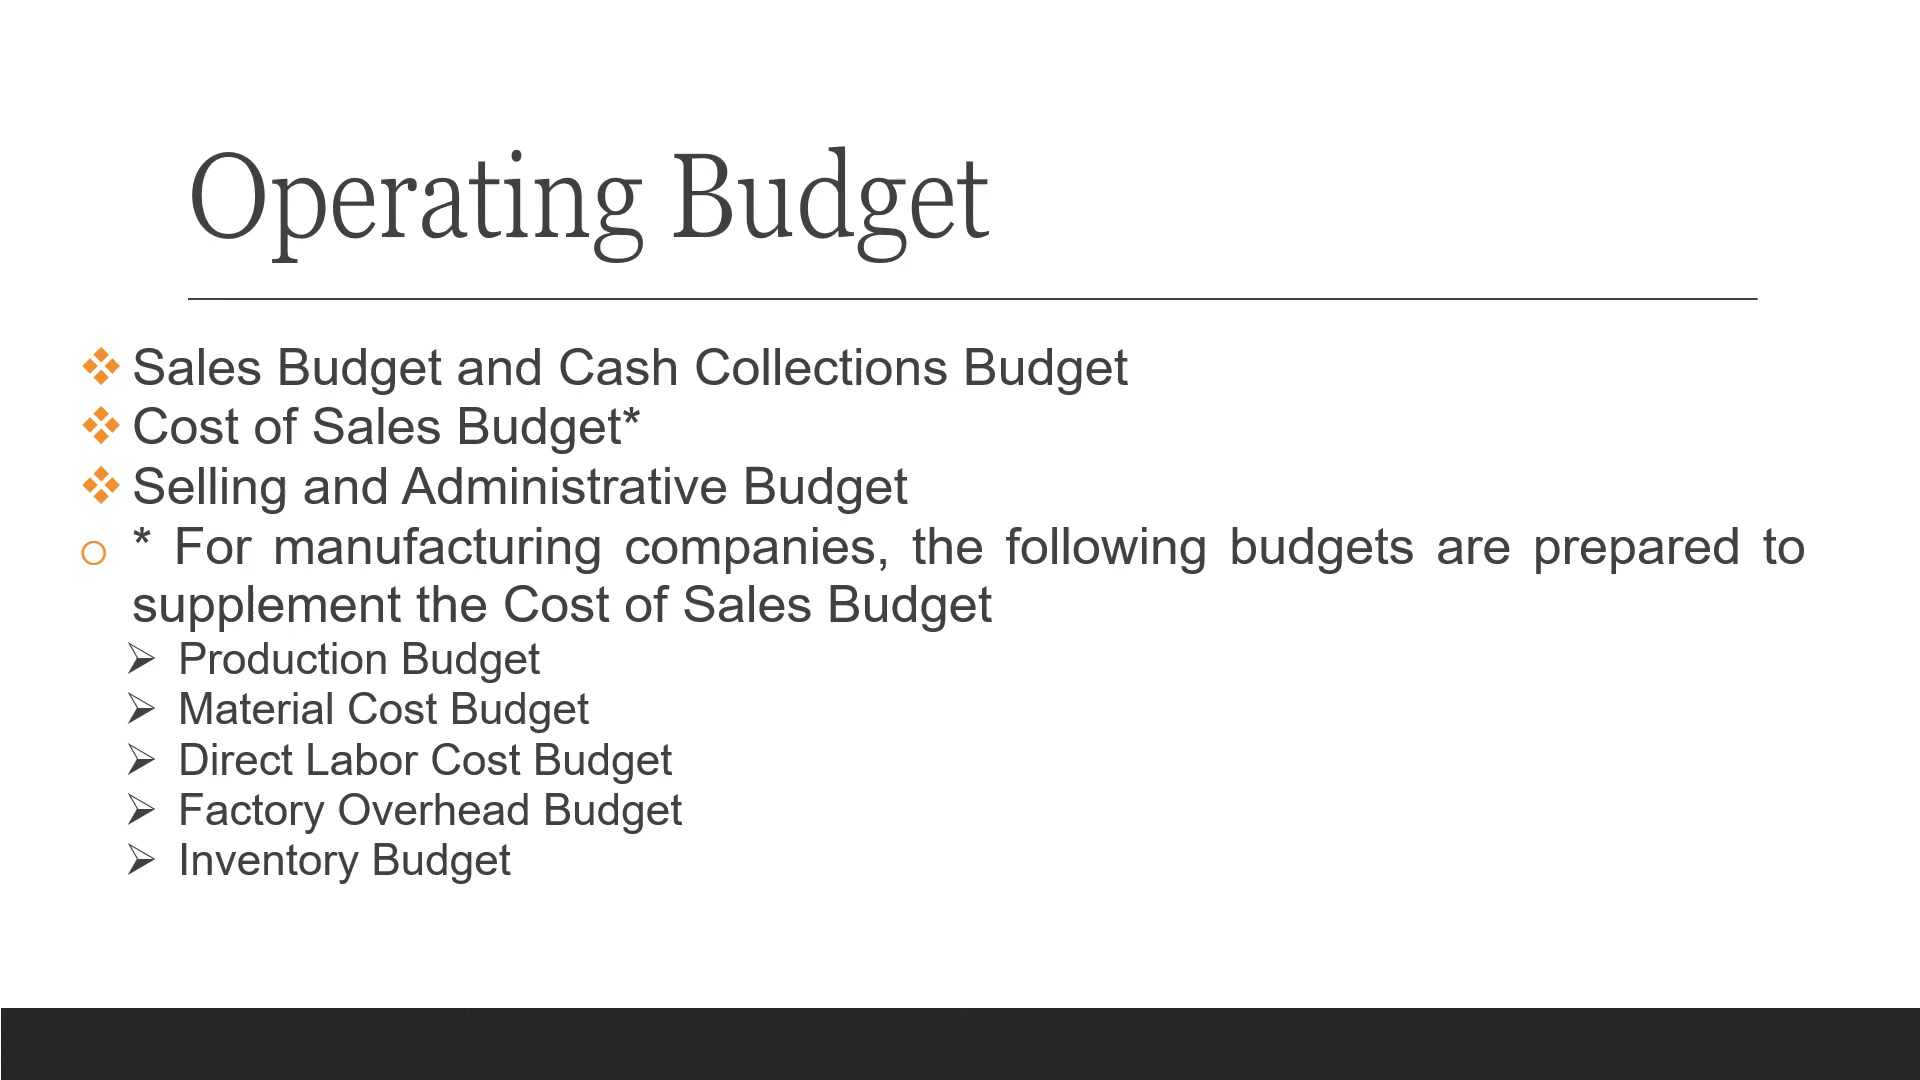 Operating Budget
Sales Budget and Cash Collections Budget
Cost of Sales Budget*
Selling and Administrative Budget
* For manufacturing companies, the following budgets are prepared to
supplement the Cost of Sales Budget
Production Budget
Material Cost Budget
Direct Labor Cost Budget
Factory Overhead Budget
Inventory Budget